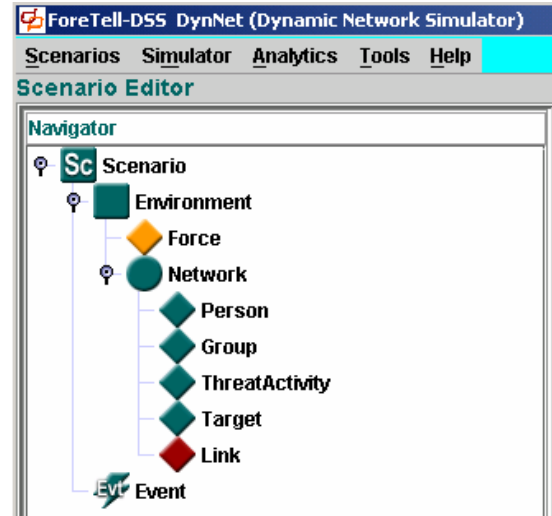 ForeTell-DSS DynNet (Dynamic Network Simulator)
Scenarios Simulator Analytics Tools Help
Scenario Editor
Navigator
Sc Scenario
Environment
Force
Network
Person
Group
ThreatActivity
Target
Link
Evt Event